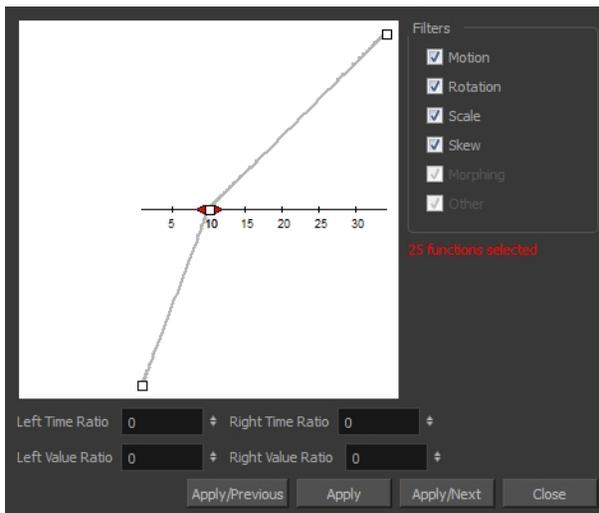 Filters
Motion
Rotation
Scale
Skew
Morphing
Other
25 functions selected
5 10 15 20 25 30
Left Time Ratio 0 Right Time Ratio 0
Left Value Ratio 0 Right Value Ratio 0
Apply/Previous Apply Apply/Next Close